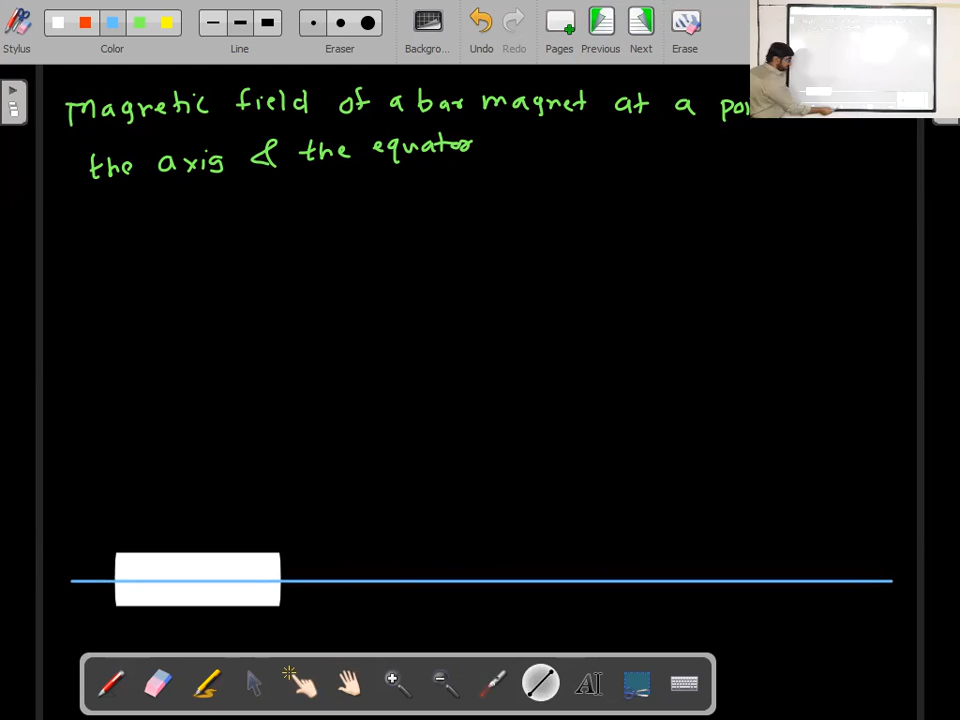 Stylus
Color
Line
Eraser
Backgro...
Undo
Redo
Pages
Previous
Next
Erase
Magnetic field of a bar magnet at a
the axis & the equator
AI